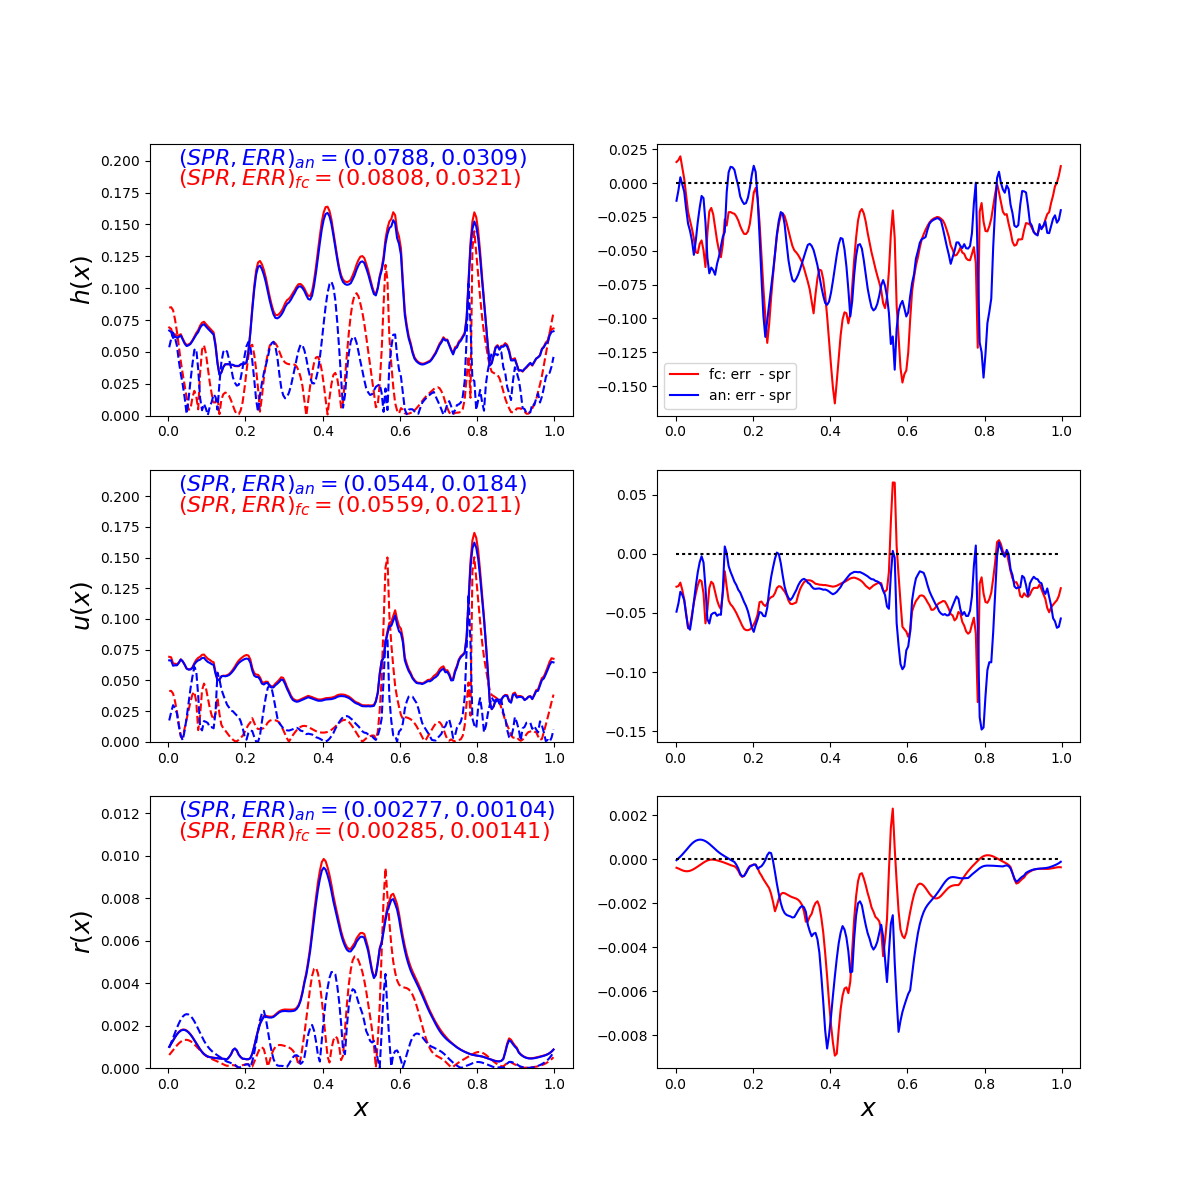 (SPR, ERR)an = (0.0788, 0.0309)
(SPR, ERR)fc = (0.0808, 0.0321)
h(x)
0.200
0.175
0.150
0.125
0.100
0.075
0.050
0.025
0.000
0.0 0.2 0.4 0.6 0.8 1.0
0.025
0.000
−0.025
−0.050
−0.075
−0.100
−0.125
−0.150
fc: err - spr
an: err - spr
0.0 0.2 0.4 0.6 0.8 1.0
(SPR, ERR)an = (0.0544, 0.0184)
(SPR, ERR)fc = (0.0559, 0.0211)
u(x)
0.200
0.175
0.150
0.125
0.100
0.075
0.050
0.025
0.000
0.0 0.2 0.4 0.6 0.8 1.0
0.05
0.00
−0.05
−0.10
−0.15
0.0 0.2 0.4 0.6 0.8 1.0
(SPR, ERR)an = (0.00277, 0.00104)
(SPR, ERR)fc = (0.00285, 0.00141)
r(x)
0.012
0.010
0.008
0.006
0.004
0.002
0.000
0.0 0.2 0.4 0.6 0.8 1.0
x
0.002
0.000
−0.002
−0.004
−0.006
−0.008
0.0 0.2 0.4 0.6 0.8 1.0
x